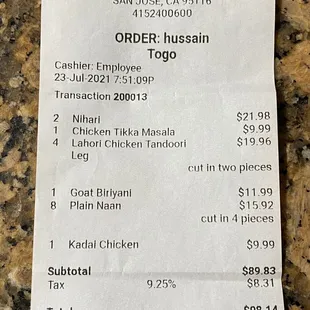 SAN JOSE, CA 95116
4152400600
ORDER: hussain
Togo
Cashier: Employee
23-Jul-2021 7:51:09P
Transaction 200013
2 Nihari $21.98
1 Chicken Tikka Masala $9.99
4 Lahori Chicken Tandoori $19.96
Leg
cut in two pieces
1 Goat Biriyani $11.99
8 Plain Naan $15.92
cut in 4 pieces
1 Kadai Chicken $9.99
Subtotal $89.83
Tax 9.25% $8.31
Total $98.14